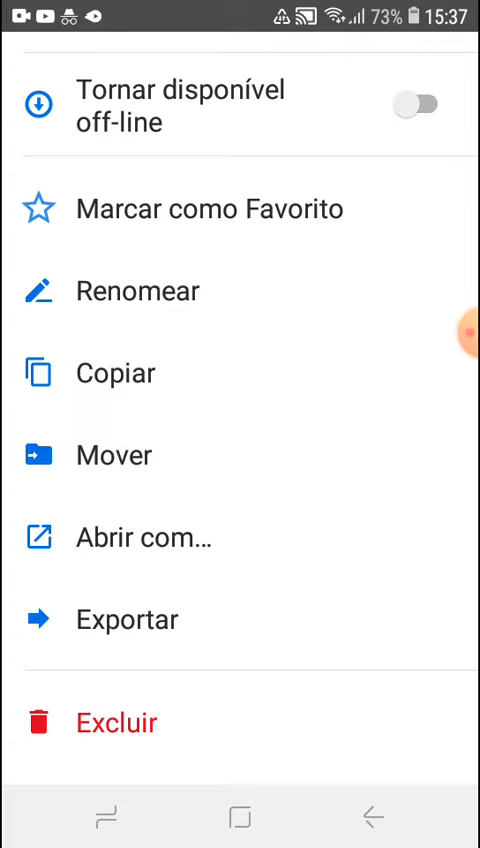 73% 15:37
Tornar disponível
off-line
Marcar como Favorito
Renomear
Copiar
Mover
Abrir com...
Exportar
Excluir